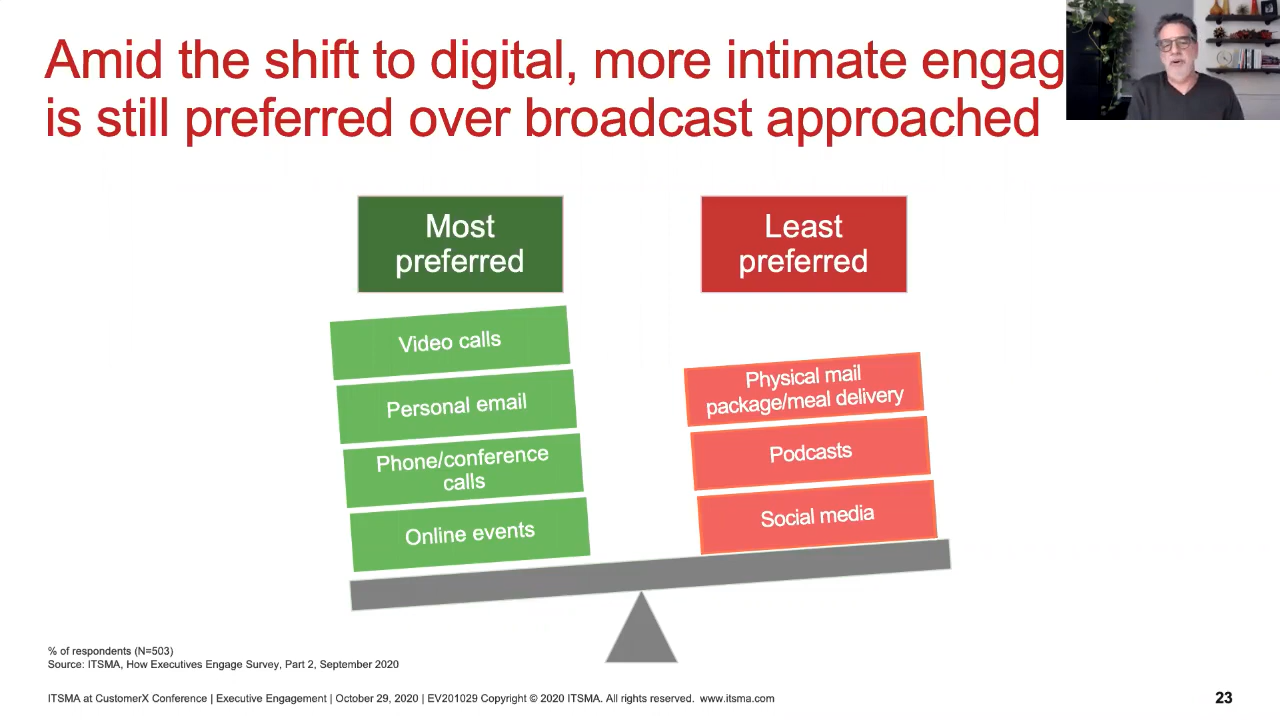 Amid the shift to digital, more intimate engag
is still preferred over broadcast approached
Most
preferred
Least
preferred
Video calls
Personal email
Phone/conference
calls
Online events
Physical mail
package/meal delivery
Podcasts
Social media
% of respondents (N=503)
Source: ITSMA, How Executives Engage Survey, Part 2, September 2020
ITSMA at CustomerX Conference | Executive Engagement | October 29, 2020 | EV201029 Copyright © 2020 ITSMA. All rights reserved. www.itsma.com
23